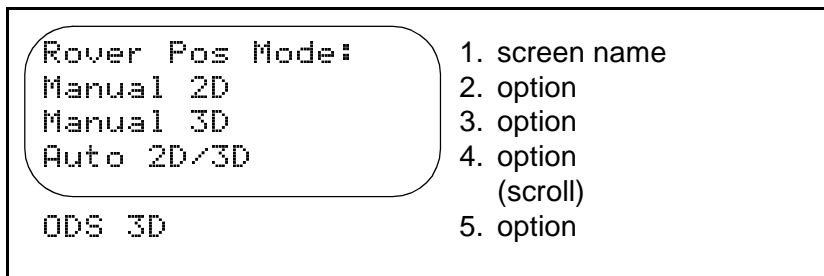 Rover Pos Mode: 1. screen name
Manual 2D 2. option
Manual 3D 3. option
Auto 2D/3D 4. option
(scroll)
ODS 3D 5. option